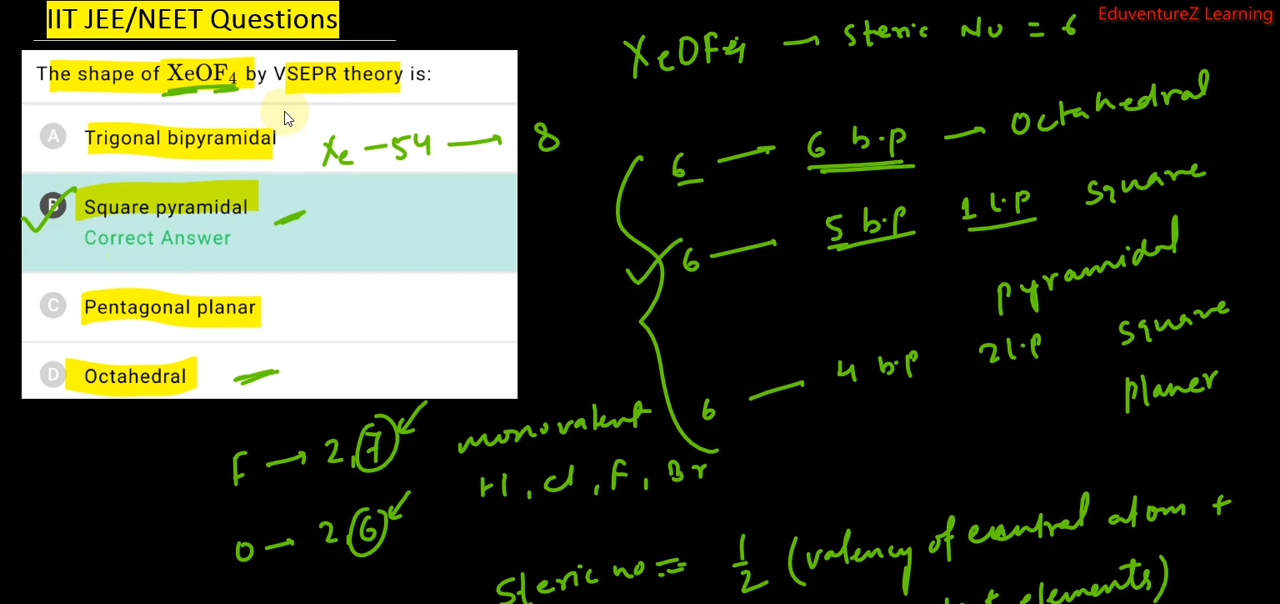 IIT JEE/NEET Questions
EduventureZ Learning
The shape of XeOF4 by VSEPR theory is:
A Trigonal bipyramidal
B Square pyramidal
Correct Answer
C Pentagonal planar
D Octahedral
XeOF4 → Steric No = 6
Xe - 54 → 8
6 → 6 b.p → Octahedral
6 — 5 b.p 1 l.p Square
pyramidal
6 — 4 b.p 2 l.p square
planer
F → 2,7
O → 2,6
monovalent
H, Cl, F, Br
Steric no = 1/2 (valency of central atom +
elements)